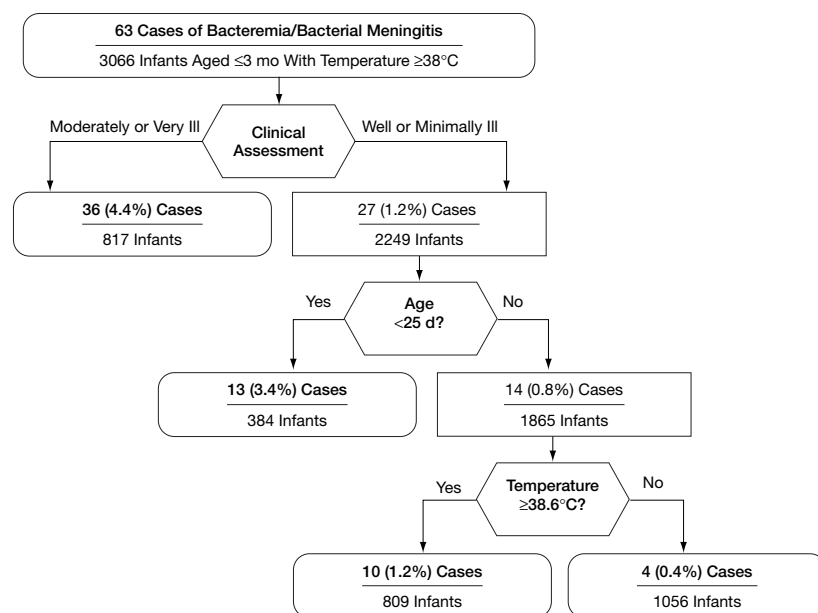 63 Cases of Bacteremia/Bacterial Meningitis
3066 Infants Aged ≤3 mo With Temperature ≥38°C
Moderately or Very Ill
Clinical
Assessment
Well or Minimally Ill
36 (4.4%) Cases
817 Infants
27 (1.2%) Cases
2249 Infants
Yes
Age
<25 d?
No
13 (3.4%) Cases
384 Infants
14 (0.8%) Cases
1865 Infants
Yes
Temperature
≥38.6°C?
No
10 (1.2%) Cases
809 Infants
4 (0.4%) Cases
1056 Infants